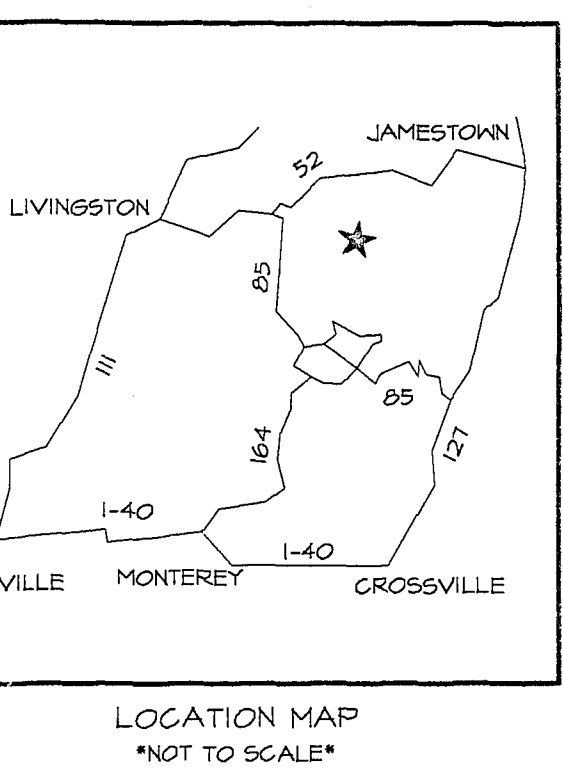 JAMESTOWN
52
LIVINGSTON
85
111
85
127
164
I-40
I-40
VILLE
MONTEREY
CROSSVILLE
LOCATION MAP
*NOT TO SCALE*